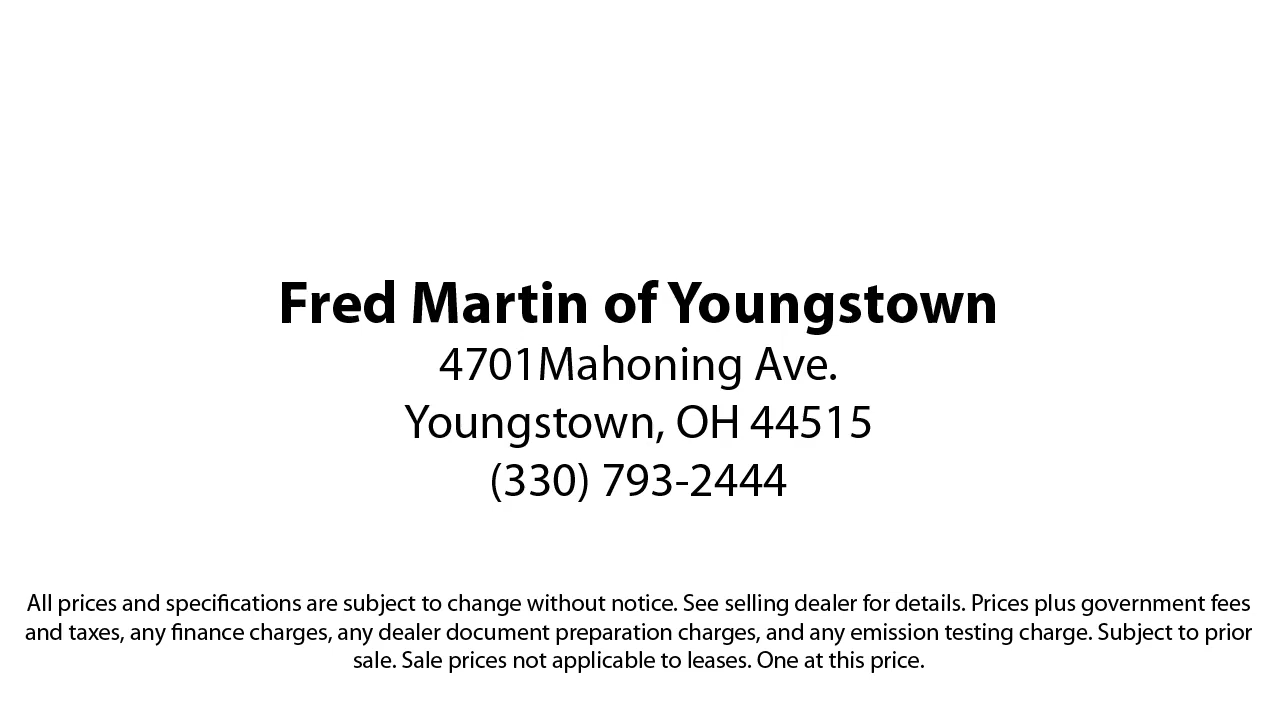 Fred Martin of Youngstown
4701Mahoning Ave.
Youngstown, OH 44515
(330) 793-2444
All prices and specifications are subject to change without notice. See selling dealer for details. Prices plus government fees
and taxes, any finance charges, any dealer document preparation charges, and any emission testing charge. Subject to prior
sale. Sale prices not applicable to leases. One at this price.